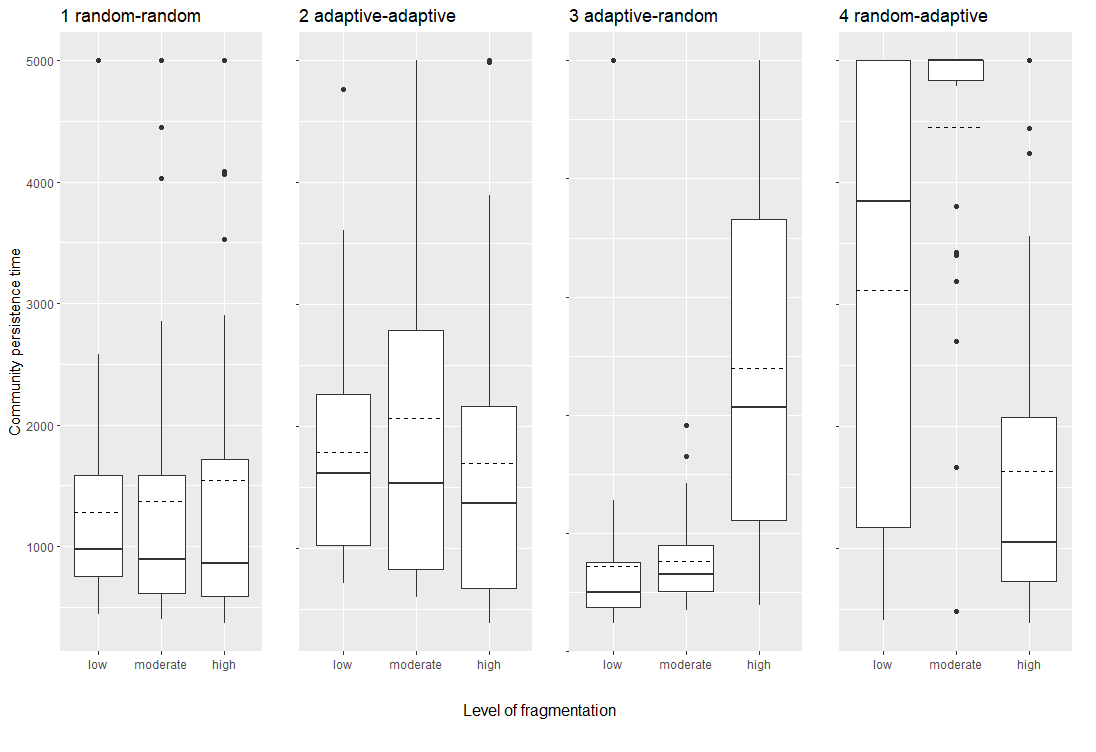 1 random-random
2 adaptive-adaptive
3 adaptive-random
4 random-adaptive
Community persistence time
5000
4000
3000
2000
1000
low moderate high
low moderate high
low moderate high
low moderate high
Level of fragmentation